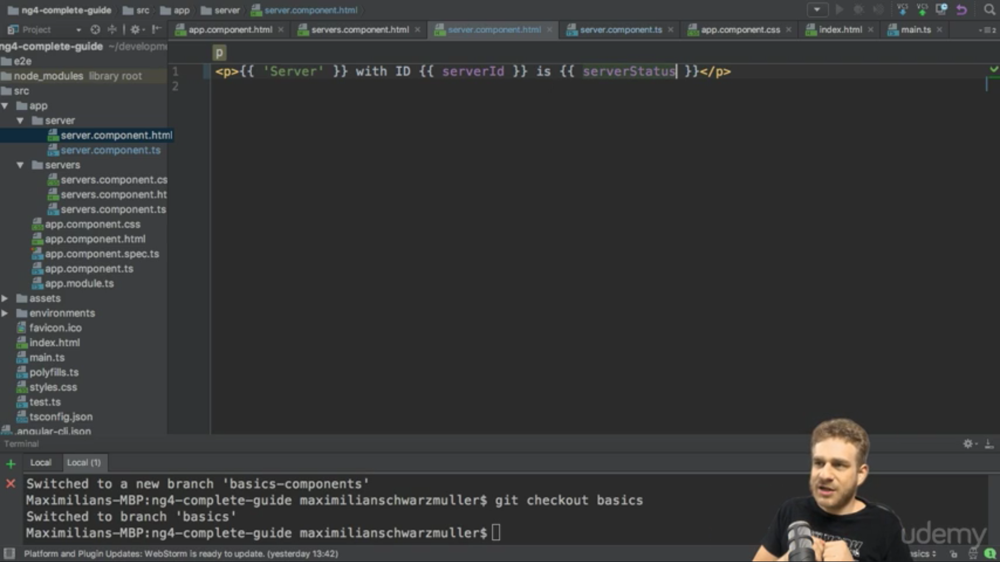 ng4-complete-guide src app server server.component.html
Project app.component.html servers.component.html server.component.html server.component.ts app.component.css index.html main.ts
ng4-complete-guide ~/developme
e2e
node_modules library root
src
app
server
server.component.html
server.component.ts
servers
servers.component.cs
servers.component.ht
servers.component.ts
app.component.css
app.component.html
app.component.spec.ts
app.component.ts
app.module.ts
assets
environments
favicon.ico
index.html
main.ts
polyfills.ts
styles.css
test.ts
tsconfig.json
.angular-cli.json
p
1 <p>{{ 'Server' }} with ID {{ serverId }} is {{ serverStatus }}</p>
2
Terminal
Local Local (1)
Switched to a new branch 'basics-components'
Maximilians-MBP:ng4-complete-guide maximilianschwarzmuller$ git checkout basics
Switched to branch 'basics'
Maximilians-MBP:ng4-complete-guide maximilianschwarzmuller$
Platform and Plugin Updates: WebStorm is ready to update. (yesterday 13:42)
udemy